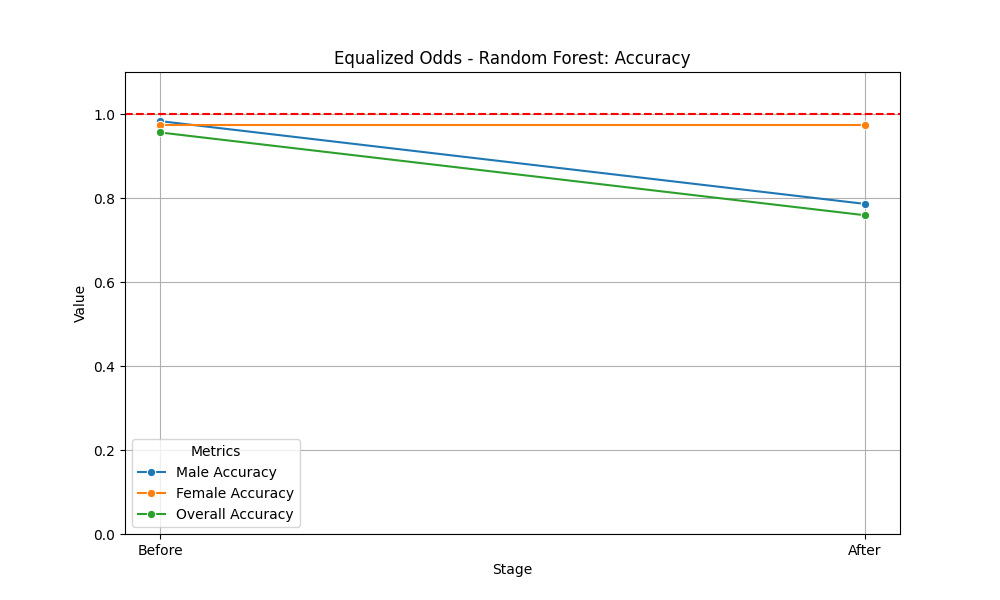 Equalized Odds - Random Forest: Accuracy
Value
1.0
0.8
0.6
0.4
0.2
0.0
Metrics
Male Accuracy
Female Accuracy
Overall Accuracy
Before
After
Stage